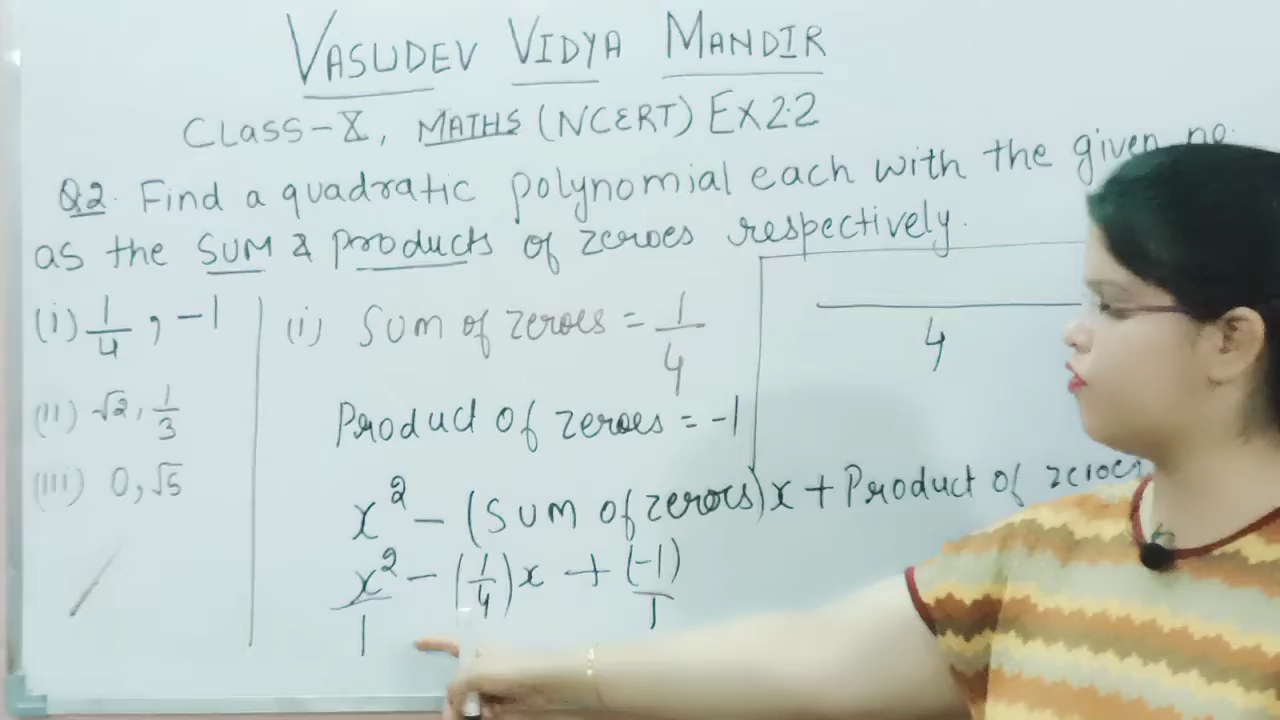 VASUDEV VIDYA MANDIR
CLASS-X, MATHS (NCERT) EX 2.2
Q2. Find a quadratic polynomial each with the given no.
as the SUM & products of zeroes respectively.
(i) 1/4, -1
(ii) √2, 1/3
(iii) 0, √5
(i) Sum of zeroes = 1/4
Product of zeroes = -1
x² - (Sum of zeroes)x + Product of zeroes
x²/1 - (1/4)x + (-1)/1
4